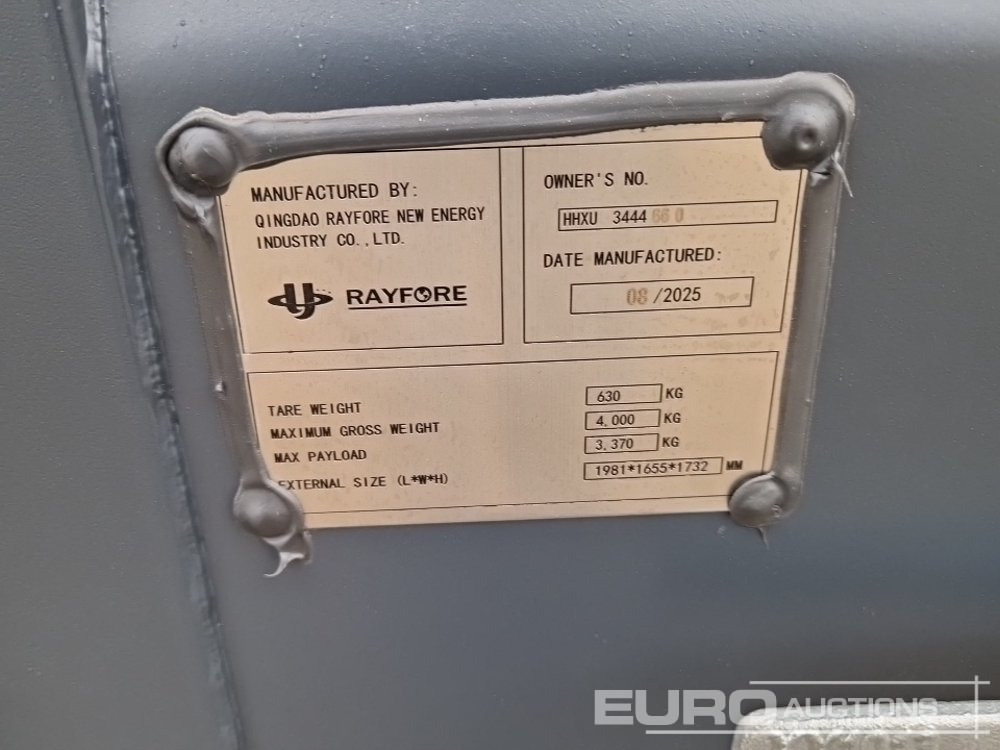 MANUFACTURED BY:
QINGDAO RAYFORE NEW ENERGY
INDUSTRY CO.,LTD.
RAYFORE
OWNER'S NO.
HHXU 3444 66 0
DATE MANUFACTURED:
08 /2025
TARE WEIGHT 630 KG
MAXIMUM GROSS WEIGHT 4,000 KG
MAX PAYLOAD 3,370 KG
EXTERNAL SIZE (L*W*H) 1981*1655*1732 MM
EURO AUCTIONS